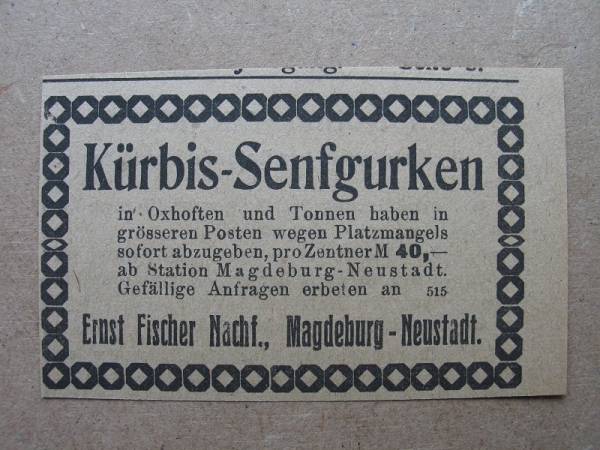 Kürbis-Senfgurken
in Oxhoften und Tonnen haben in
grösseren Posten wegen Platzmangels
sofort abzugeben, pro Zentner M 40,—
ab Station Magdeburg-Neustadt.
Gefällige Anfragen erbeten an 515
Ernst Fischer Nachf., Magdeburg-Neustadt.